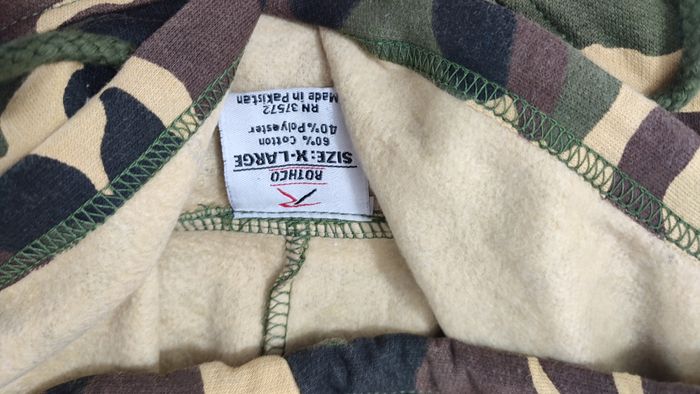 ROTHCO
SIZE: X-LARGE
60% Cotton
40% Polyester
RN 37572
Made in Pakistan